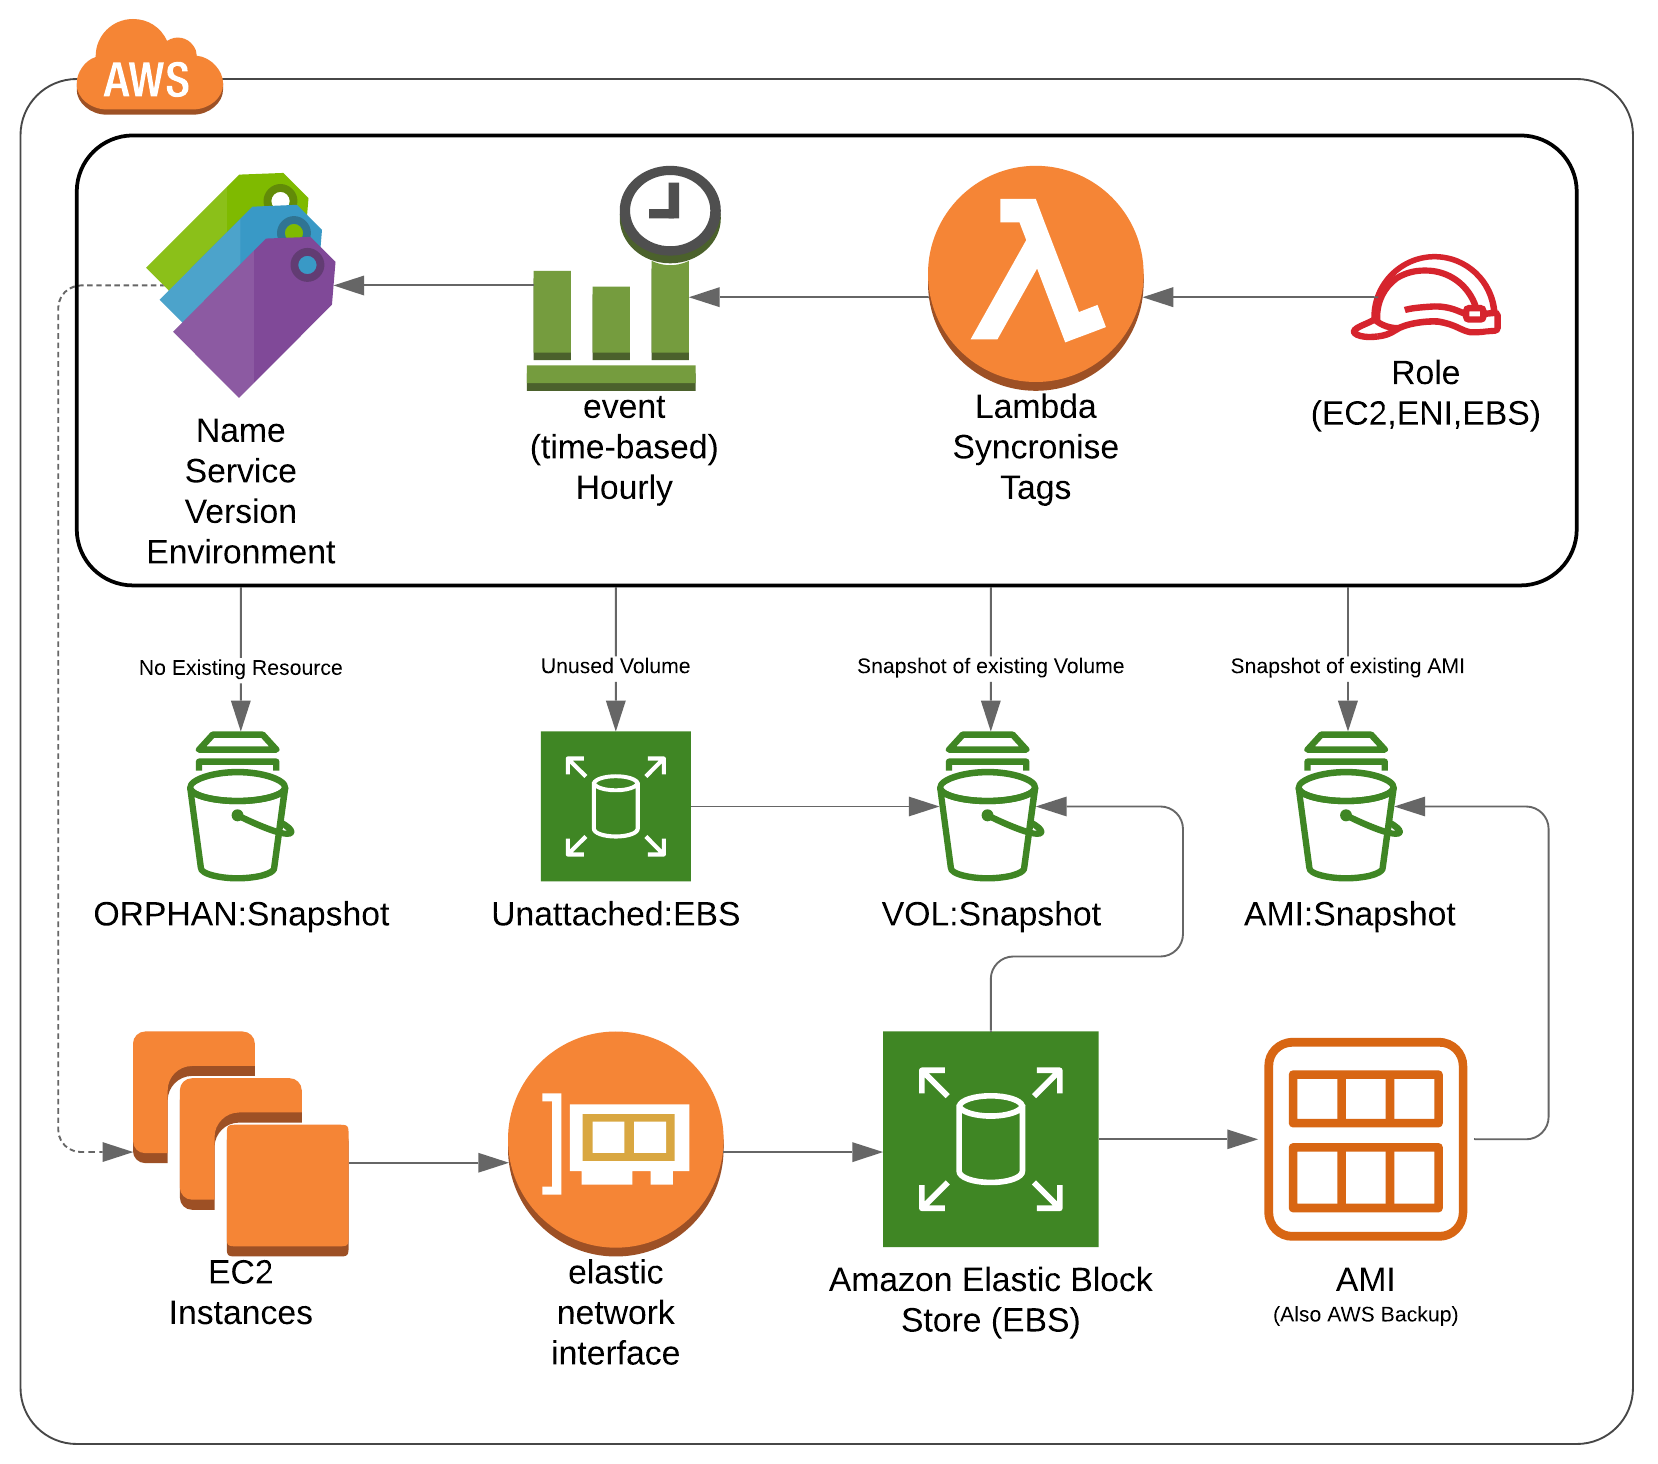 AWS
Name
Service
Version
Environment
event
(time-based)
Hourly
Lambda
Syncronise
Tags
Role
(EC2,ENI,EBS)
No Existing Resource
Unused Volume
Snapshot of existing Volume
Snapshot of existing AMI
ORPHAN:Snapshot
Unattached:EBS
VOL:Snapshot
AMI:Snapshot
EC2
Instances
elastic
network
interface
Amazon Elastic Block
Store (EBS)
AMI
(Also AWS Backup)